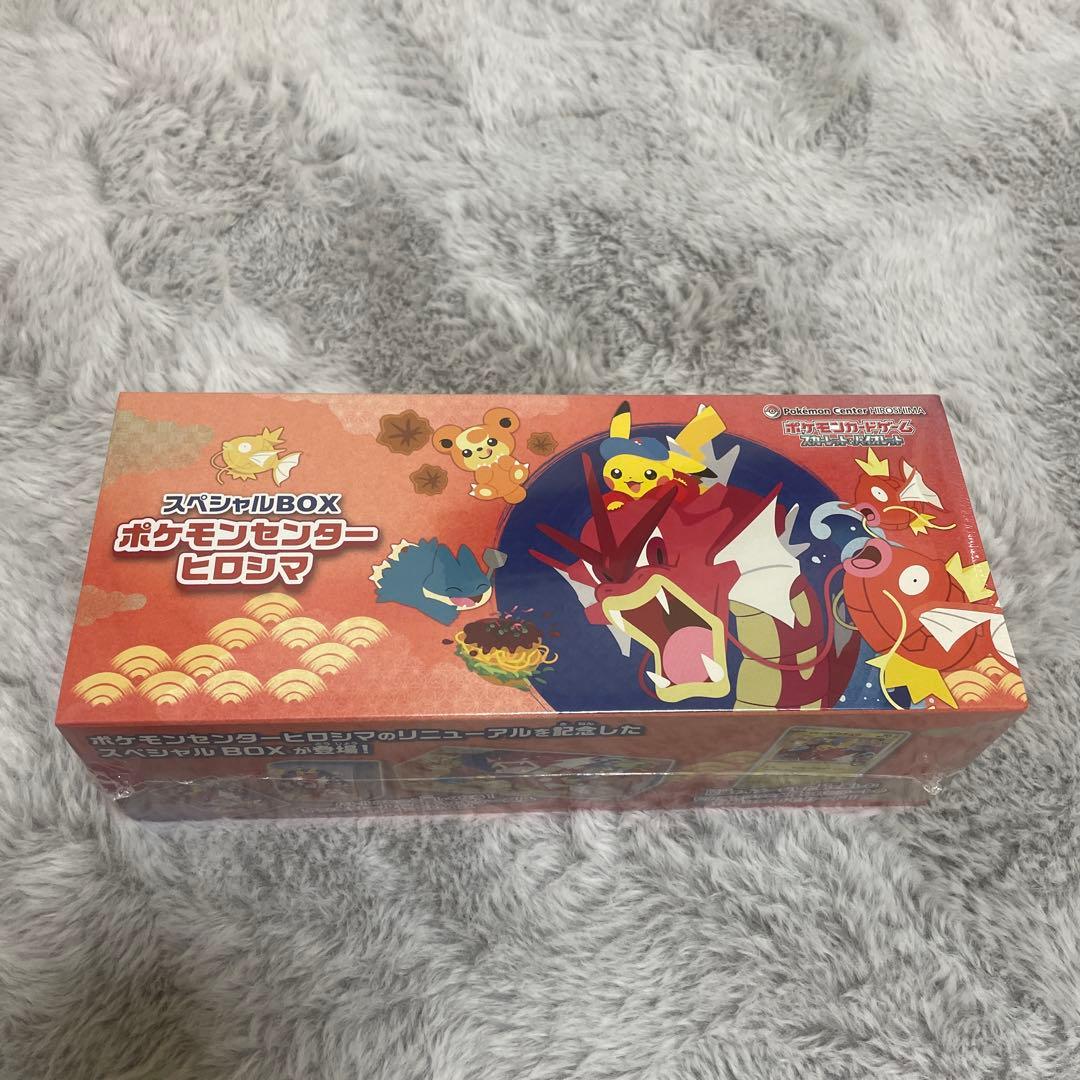 Pokémon Center HIROSHIMA
ポケモンカードゲーム
スカーレット&バイオレット
スペシャルBOX
ポケモンセンター
ヒロシマ
ポケモンセンターヒロシマのリニューアルを記念した
スペシャルBOXが登場!